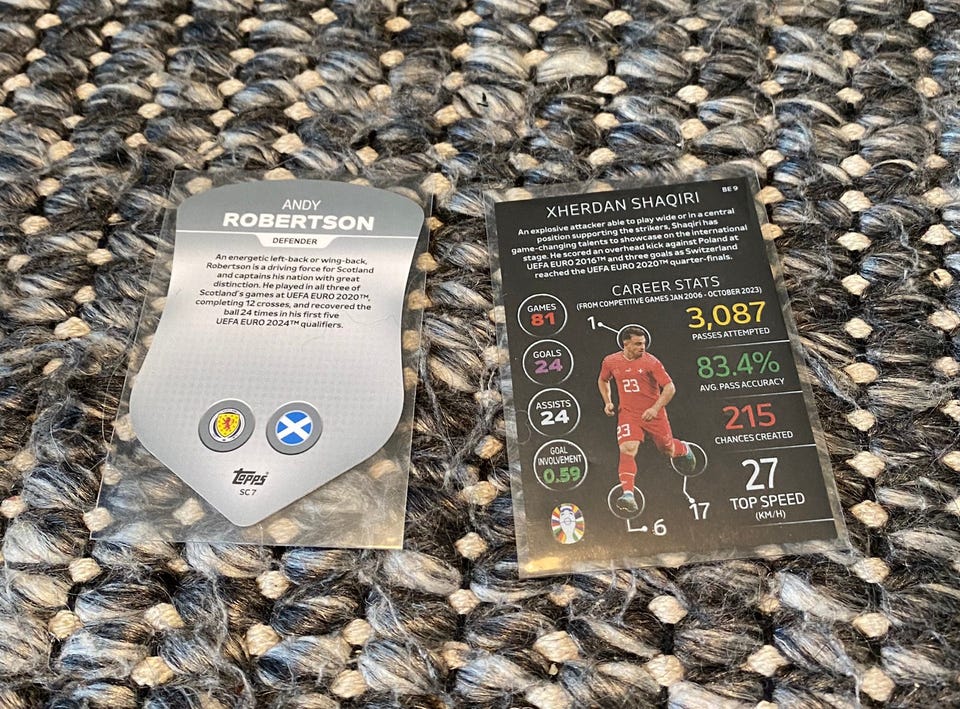 ANDY
ROBERTSON
DEFENDER
An energetic left-back or wing-back,
Robertson is a driving force for Scotland
and captains his nation with great
distinction. He played in all three of
Scotland's games at UEFA EURO 2020™,
completing 12 crosses, and recovered the
ball 24 times in his first five
UEFA EURO 2024™ qualifiers.
Topps
SC 7
BE 9
XHERDAN SHAQIRI
An explosive attacker able to play wide or in a central
position supporting the strikers, Shaqiri has
game-changing talents to showcase on the international
stage. He scored an overhead kick against Poland at
UEFA EURO 2016™ and three goals as Switzerland
reached the UEFA EURO 2020™ quarter-finals.
CAREER STATS
(FROM COMPETITIVE GAMES JAN 2006 - OCTOBER 2023)
GAMES
81
GOALS
24
ASSISTS
24
GOAL
INVOLVEMENT
0.59
1
23
23
6
17
3,087
PASSES ATTEMPTED
83.4%
AVG. PASS ACCURACY
215
CHANCES CREATED
27
TOP SPEED
(KM/H)